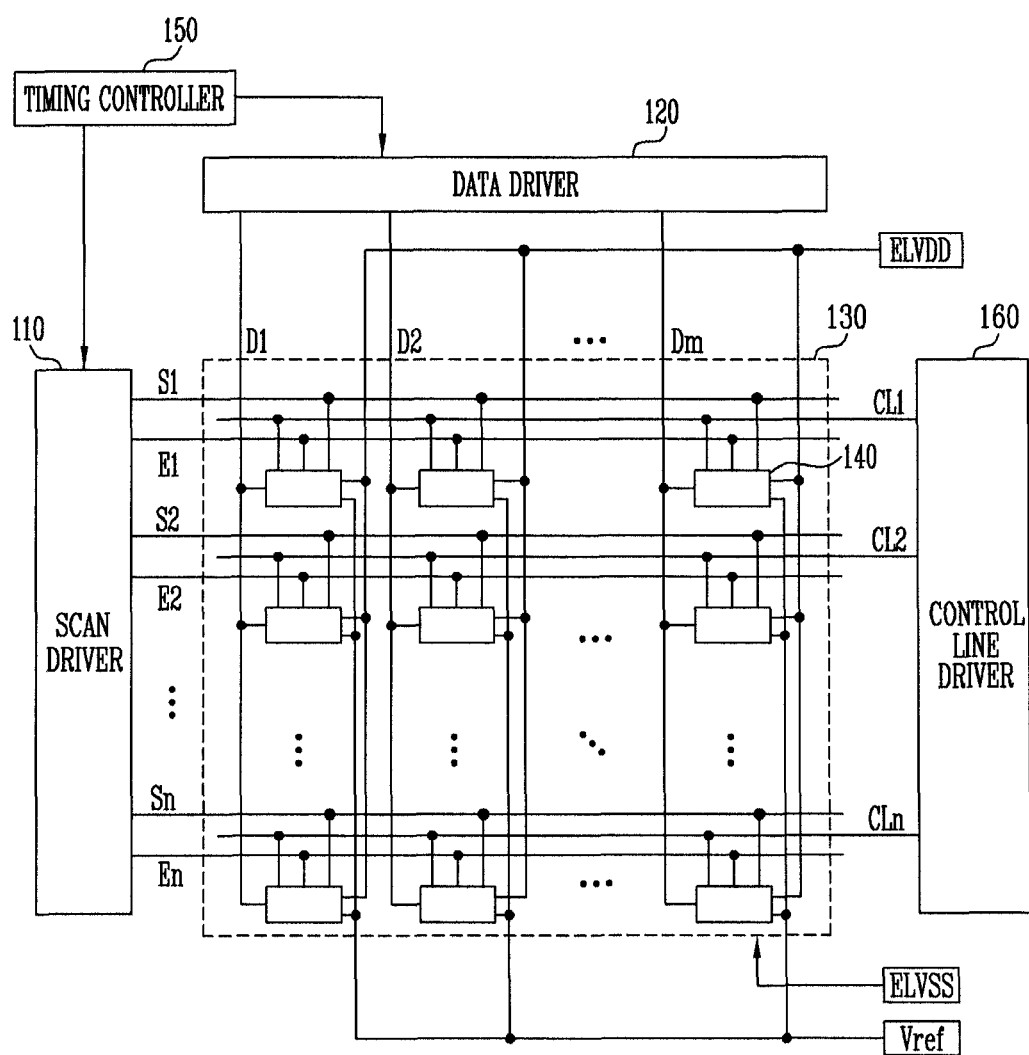 150
TIMING CONTROLLER
120
DATA DRIVER
ELVDD
110
D1
D2
...
Dm
130
160
S1
CL1
E1
140
S2
CL2
E2
SCAN
DRIVER
...
CONTROL
LINE
DRIVER
Sn
CLn
En
...
ELVSS
Vref